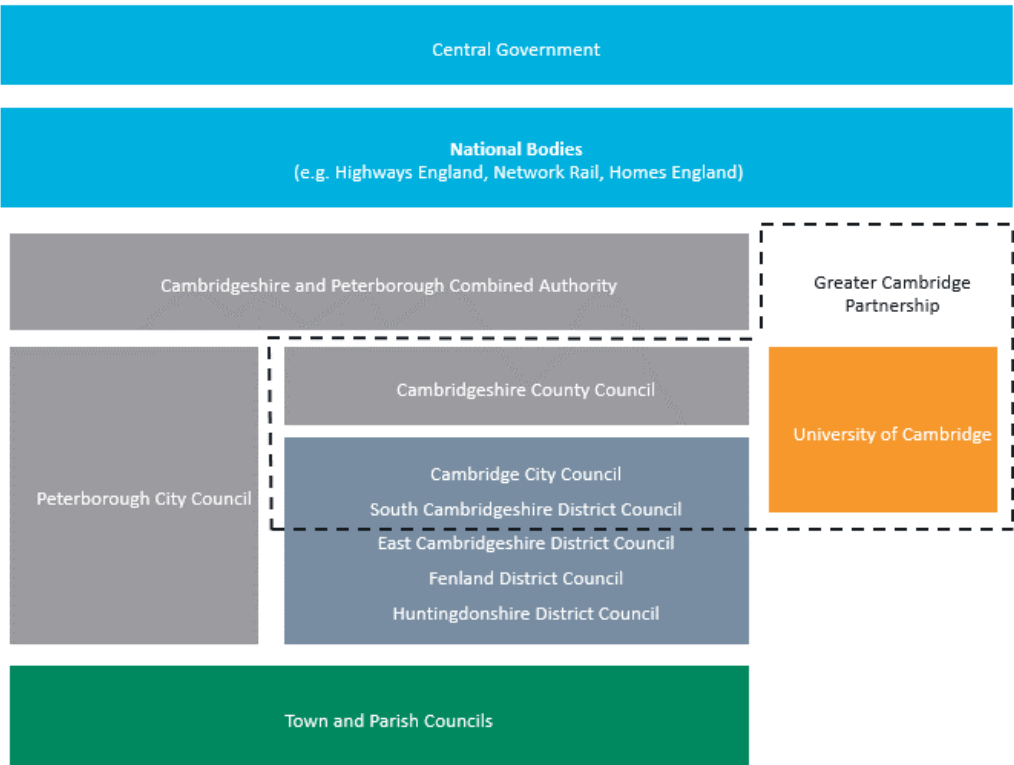 Central Government
National Bodies
(e.g. Highways England, Network Rail, Homes England)
Cambridgeshire and Peterborough Combined Authority
Greater Cambridge
Partnership
Cambridgeshire County Council
University of Cambridge
Peterborough City Council
Cambridge City Council
South Cambridgeshire District Council
East Cambridgeshire District Council
Fenland District Council
Huntingdonshire District Council
Town and Parish Councils